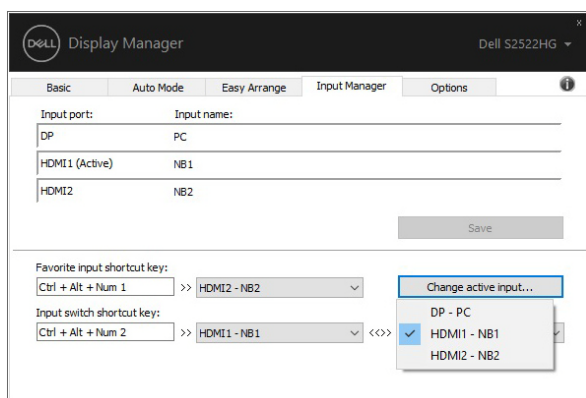 DELL Display Manager
Dell S2522HG
Basic Auto Mode Easy Arrange Input Manager Options
Input port: Input name:
DP PC
HDMI1 (Active) NB1
HDMI2 NB2
Save
Favorite input shortcut key:
Ctrl + Alt + Num 1 >> HDMI2 - NB2 Change active input...
Input switch shortcut key:
Ctrl + Alt + Num 2 >> HDMI1 - NB1 <<>>
DP - PC
HDMI1 - NB1
HDMI2 - NB2